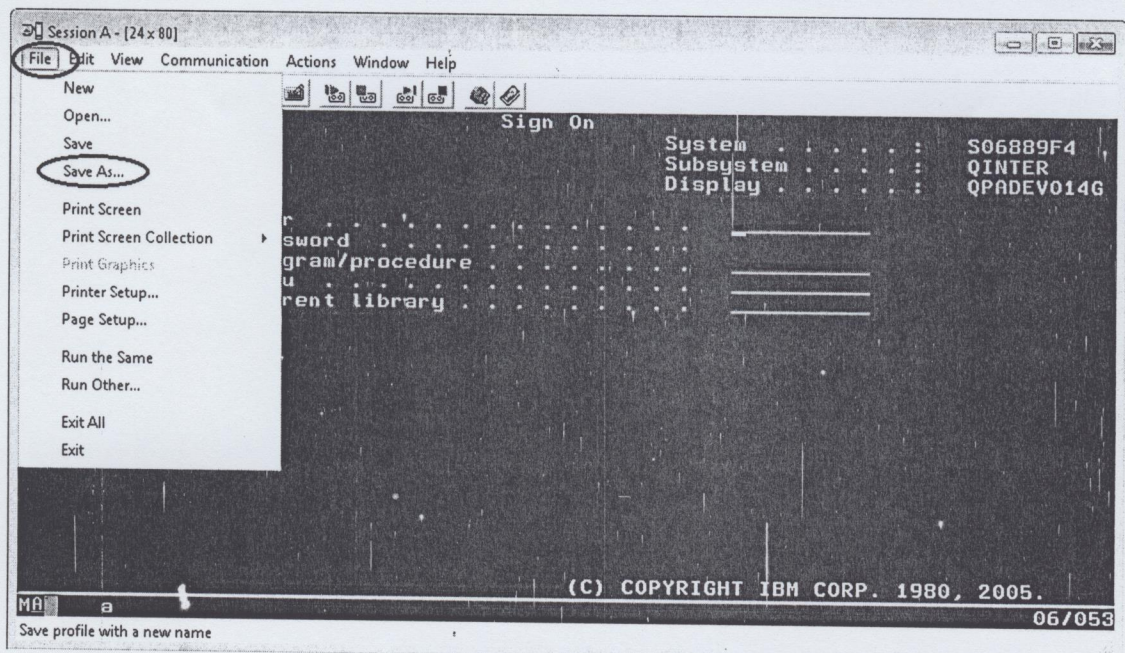 Session A - [24 x 80]
File Edit View Communication Actions Window Help
New
Open...
Save
Save As...
Print Screen
Print Screen Collection
Print Graphics
Printer Setup...
Page Setup...
Run the Same
Run Other...
Exit All
Exit
Sign On
System . . . . . : S06889F4
Subsystem . . . . : QINTER
Display . . . . . : QPADEV014G
r . . . . . . . . . . . . . .
sword . . . . . . . . . . . .
gram/procedure . . . . . . . .
u . . . . . . . . . . . . . .
rent library . . . . . . . . .
(C) COPYRIGHT IBM CORP. 1980, 2005.
MA a 06/053
Save profile with a new name